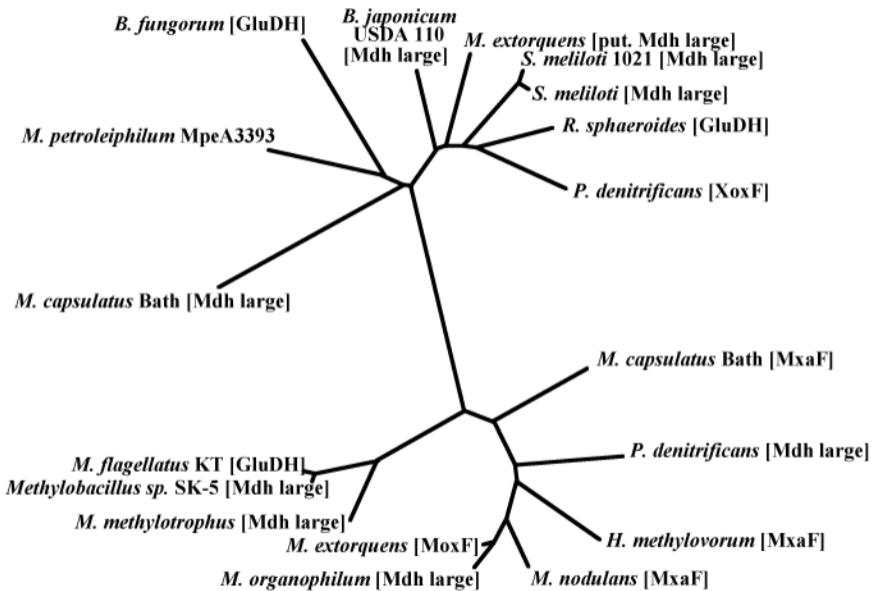 B. fungorum [GluDH]
B. japonicum
USDA 110
[Mdh large]
M. extorquens [put. Mdh large]
S. meliloti 1021 [Mdh large]
S. meliloti [Mdh large]
R. sphaeroides [GluDH]
M. petroleiphilum MpeA3393
P. denitrificans [XoxF]
M. capsulatus Bath [Mdh large]
M. capsulatus Bath [MxaF]
P. denitrificans [Mdh large]
M. flagellatus KT [GluDH]
Methylobacillus sp. SK-5 [Mdh large]
M. methylotrophus [Mdh large]
H. methylovorum [MxaF]
M. extorquens [MoxF]
M. organophilum [Mdh large]
M. nodulans [MxaF]